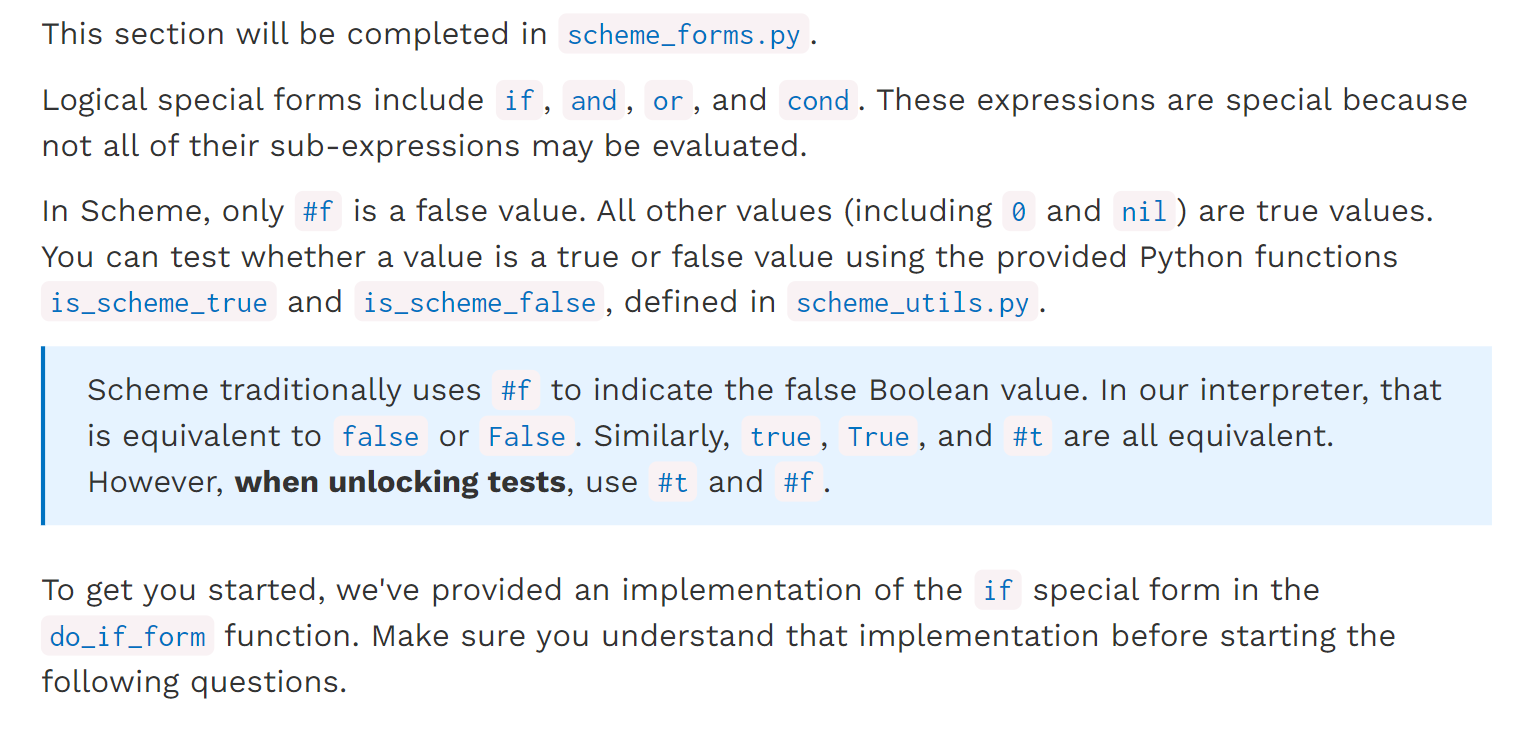 This section will be completed in scheme_forms.py.
Logical special forms include if, and, or, and cond. These expressions are special because
not all of their sub-expressions may be evaluated.
In Scheme, only #f is a false value. All other values (including 0 and nil) are true values.
You can test whether a value is a true or false value using the provided Python functions
is_scheme_true and is_scheme_false, defined in scheme_utils.py.
Scheme traditionally uses #f to indicate the false Boolean value. In our interpreter, that
is equivalent to false or False. Similarly, true, True, and #t are all equivalent.
However, when unlocking tests, use #t and #f.
To get you started, we've provided an implementation of the if special form in the
do_if_form function. Make sure you understand that implementation before starting the
following questions.